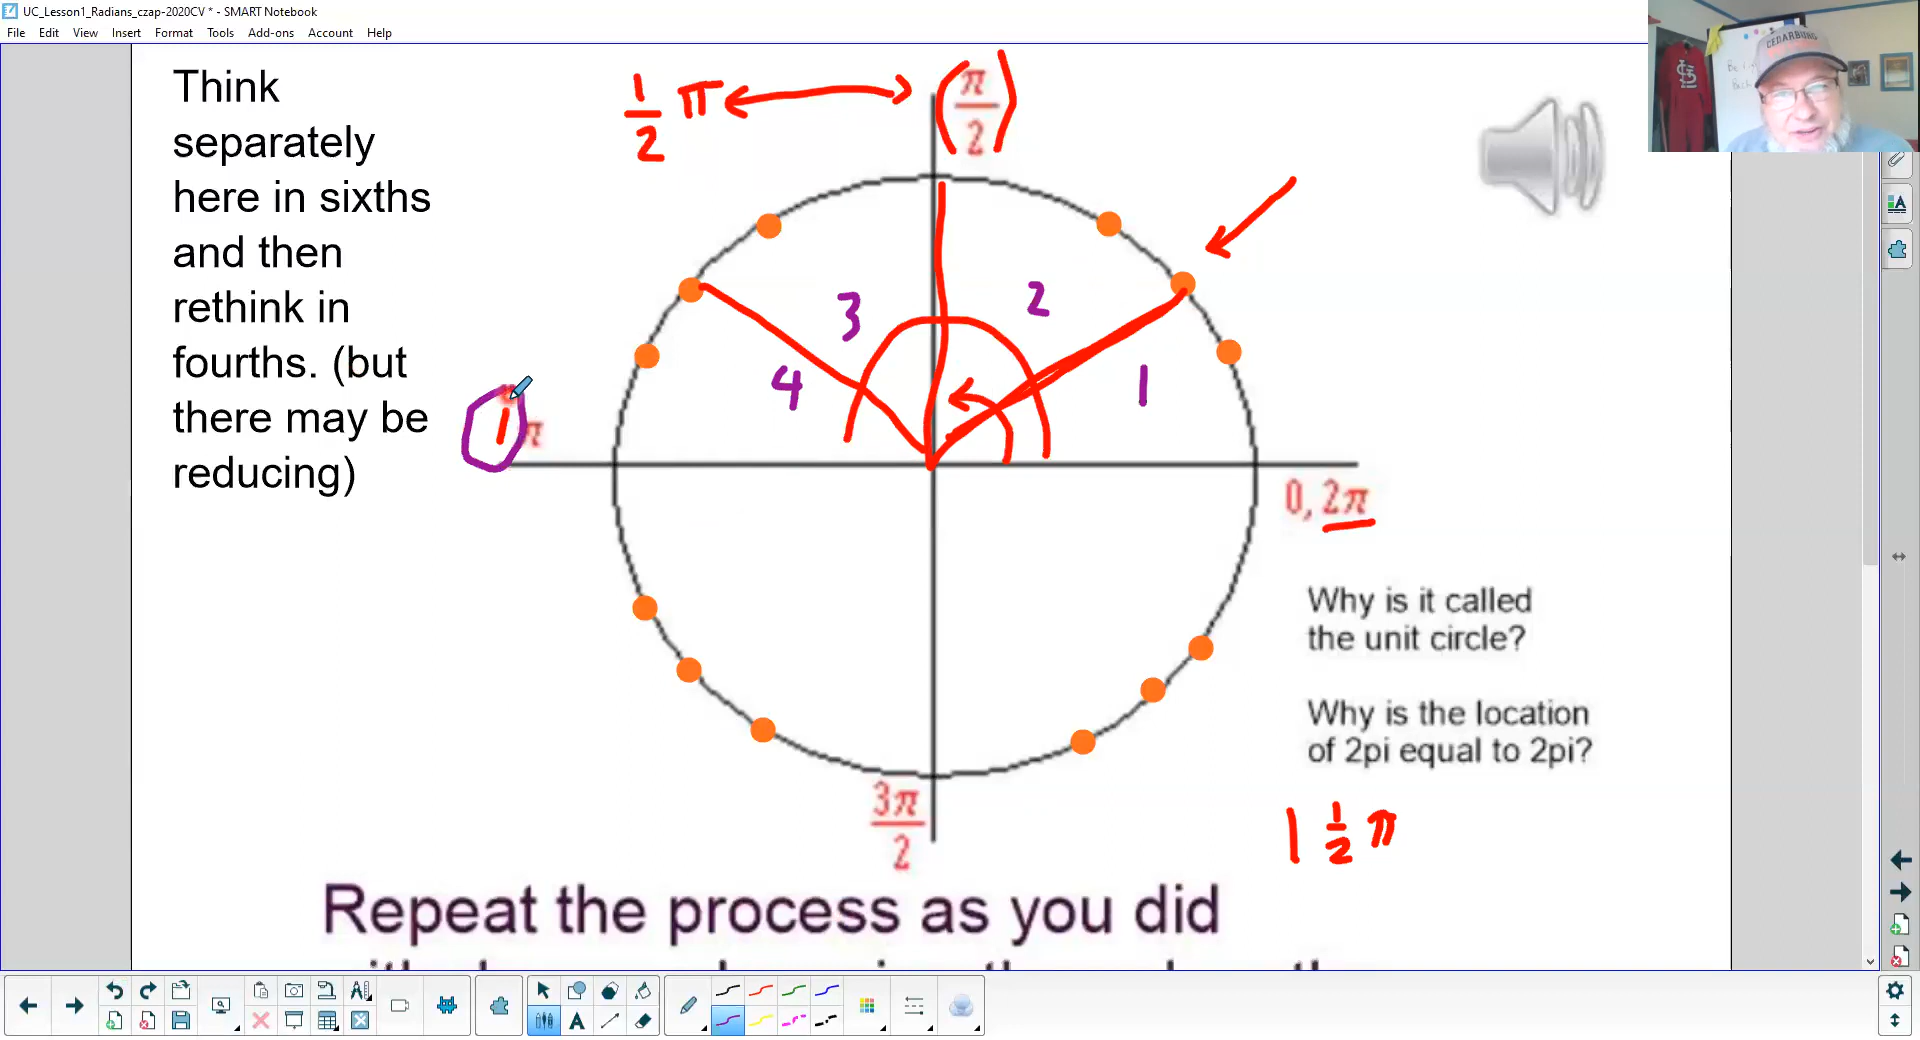 UC_Lesson1_Radians_czap-2020CV * - SMART Notebook
File Edit View Insert Format Tools Add-ons Account Help
CEDARBURG
Think
separately
here in sixths
and then
rethink in
fourths. (but
there may be
reducing)
1/2 π
(π/2)
3
2
4
1
1 π
0, 2π
Why is it called
the unit circle?
Why is the location
of 2pi equal to 2pi?
3π/2
1 1/2 π
Repeat the process as you did